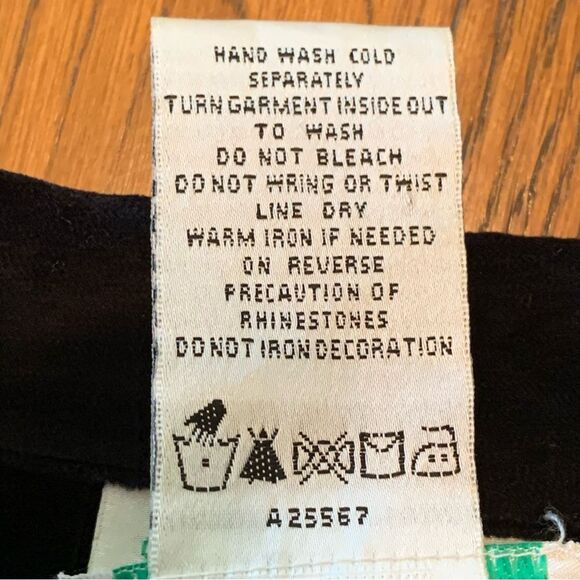 HAND WASH COLD
SEPARATELY
TURN GARMENT INSIDE OUT
TO WASH
DO NOT BLEACH
DO NOT WRING OR TWIST
LINE DRY
WARM IRON IF NEEDED
ON REVERSE
PRECAUTION OF
RHINESTONES
DO NOT IRON DECORATION
A25567